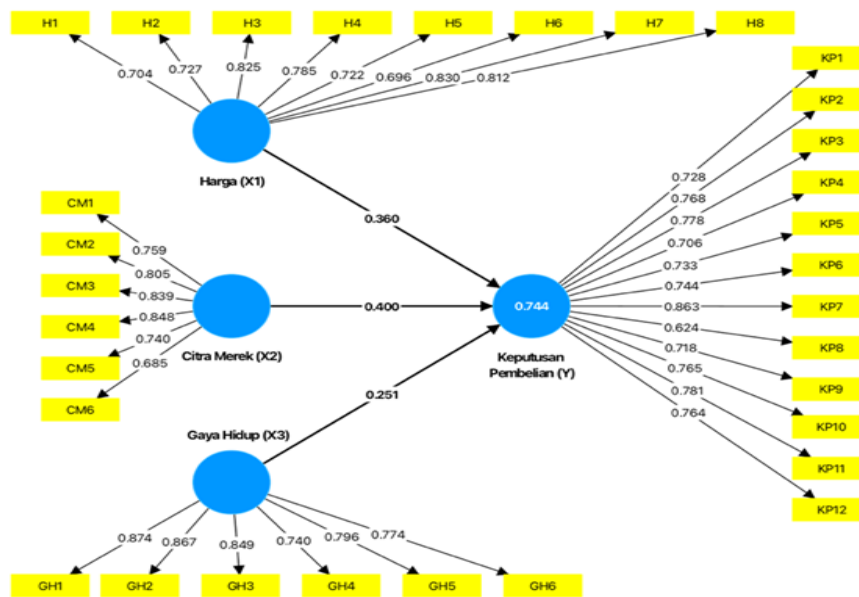 H1 H2 H3 H4 H5 H6 H7 H8
0.704 0.727 0.825 0.785 0.722 0.696 0.830 0.812
Harga (X1)
0.360
CM1
CM2
CM3
CM4
CM5
CM6
0.759
0.805
0.839
0.848
0.740
0.685
Citra Merek (X2)
0.400
0.744
Keputusan
Pembelian (Y)
KP1
KP2
KP3
KP4
KP5
KP6
KP7
KP8
KP9
KP10
KP11
KP12
0.728
0.768
0.778
0.706
0.733
0.744
0.863
0.624
0.718
0.765
0.781
0.764
0.251
Gaya Hidup (X3)
0.874 0.867 0.849 0.740 0.796 0.774
GH1 GH2 GH3 GH4 GH5 GH6